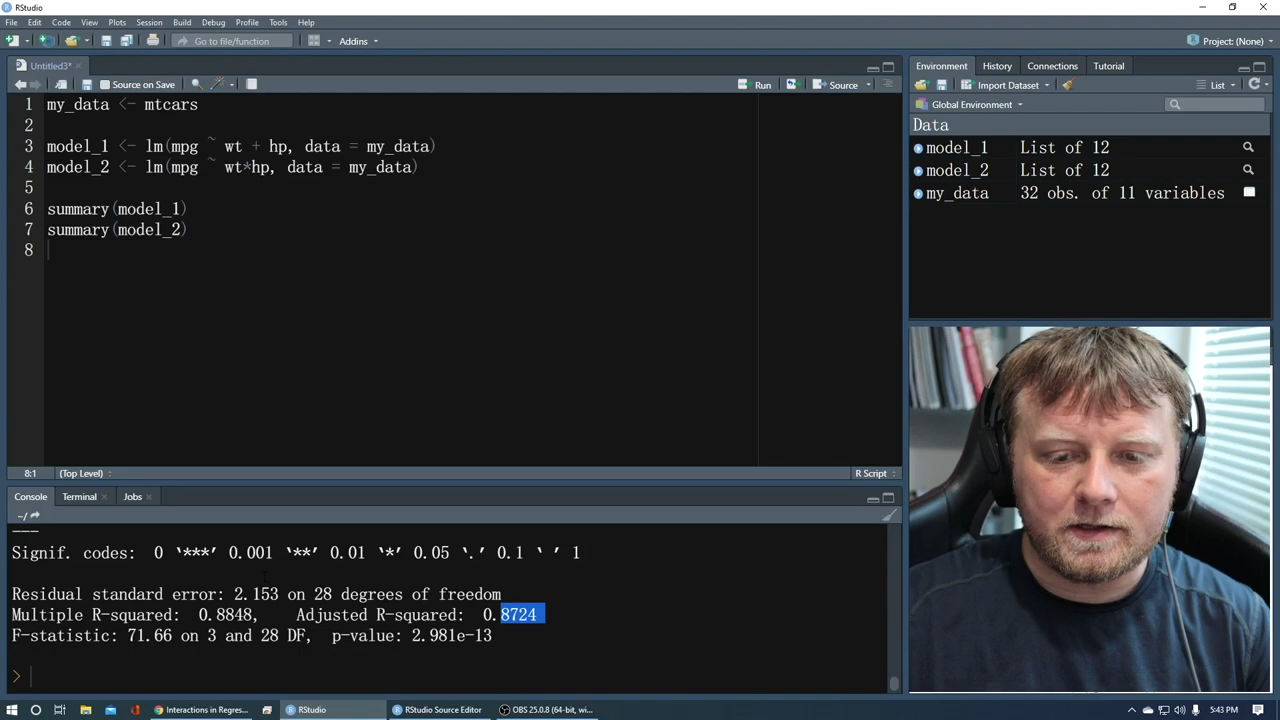 RStudio
File Edit Code View Plots Session Build Debug Profile Tools Help
Go to file/function Addins Project: (None)
Untitled3*
Source on Save Run Source
1 my_data <- mtcars
2
3 model_1 <- lm(mpg ~ wt + hp, data = my_data)
4 model_2 <- lm(mpg ~ wt*hp, data = my_data)
5
6 summary(model_1)
7 summary(model_2)
8
8:1 (Top Level) R Script
Console Terminal Jobs
~/
---
Signif. codes:  0 ‘***’ 0.001 ‘**’ 0.01 ‘*’ 0.05 ‘.’ 0.1 ‘ ’ 1
Residual standard error: 2.153 on 28 degrees of freedom
Multiple R-squared:  0.8848,    Adjusted R-squared:  0.8724
F-statistic: 71.66 on 3 and 28 DF,  p-value: 2.981e-13
>
Environment History Connections Tutorial
Import Dataset List
Global Environment
Data
model_1 List of 12
model_2 List of 12
my_data 32 obs. of 11 variables
Interactions in Regres... RStudio RStudio Source Editor OBS 25.0.8 (64-bit, wi... 5:43 PM